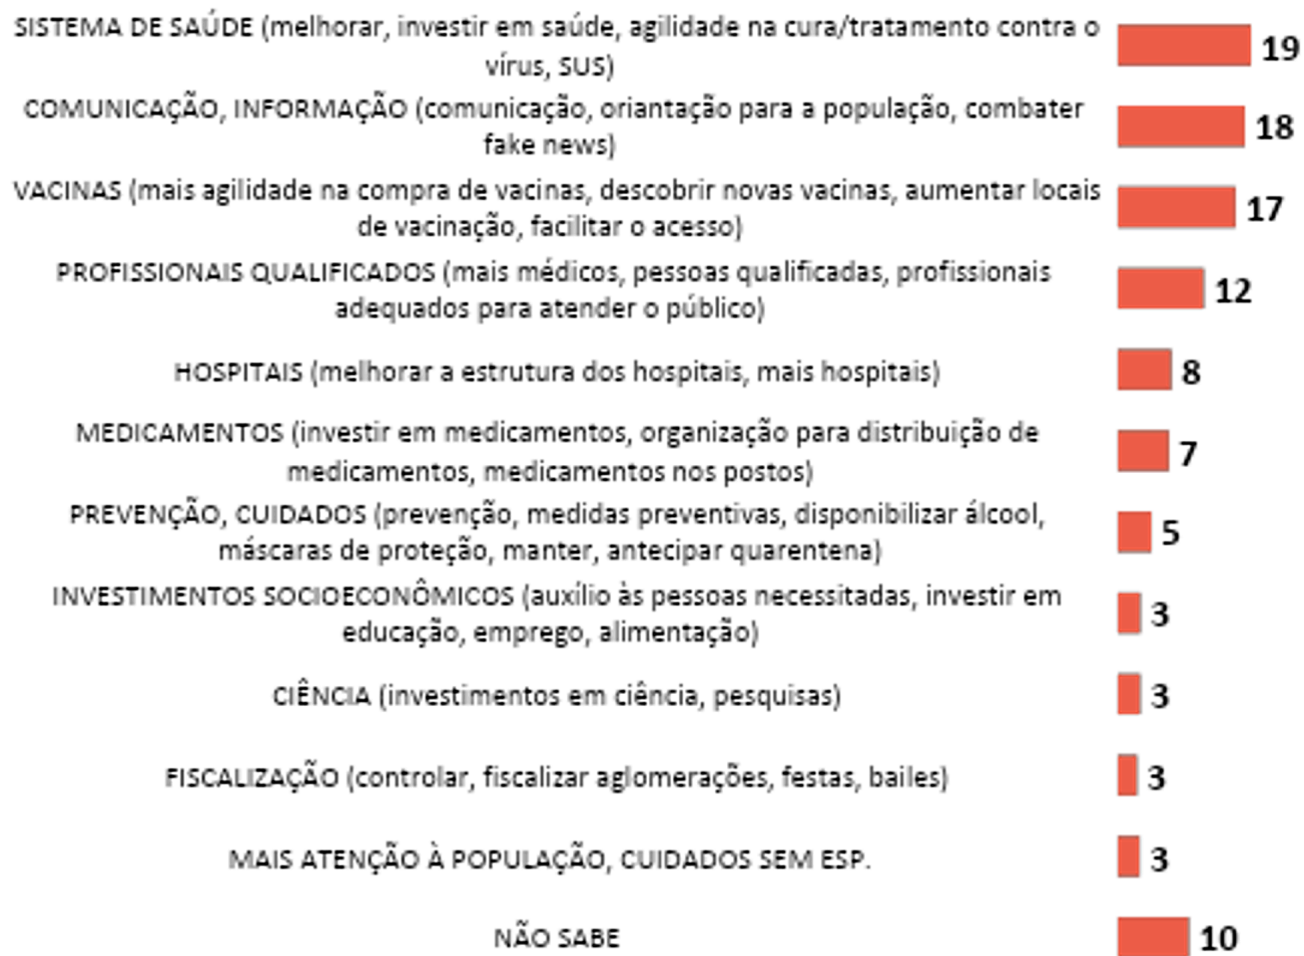 SISTEMA DE SAÚDE (melhorar, investir em saúde, agilidade na cura/tratamento contra o
vírus, SUS)
19
COMUNICAÇÃO, INFORMAÇÃO (comunicação, oriantação para a população, combater
fake news)
18
VACINAS (mais agilidade na compra de vacinas, descobrir novas vacinas, aumentar locais
de vacinação, facilitar o acesso)
17
PROFISSIONAIS QUALIFICADOS (mais médicos, pessoas qualificadas, profissionais
adequados para atender o público)
12
HOSPITAIS (melhorar a estrutura dos hospitais, mais hospitais)
8
MEDICAMENTOS (investir em medicamentos, organização para distribuição de
medicamentos, medicamentos nos postos)
7
PREVENÇÃO, CUIDADOS (prevenção, medidas preventivas, disponibilizar álcool,
máscaras de proteção, manter, antecipar quarentena)
5
INVESTIMENTOS SOCIOECONÔMICOS (auxílio às pessoas necessitadas, investir em
educação, emprego, alimentação)
3
CIÊNCIA (investimentos em ciência, pesquisas)
3
FISCALIZAÇÃO (controlar, fiscalizar aglomerações, festas, bailes)
3
MAIS ATENÇÃO À POPULAÇÃO, CUIDADOS SEM ESP.
3
NÃO SABE
10